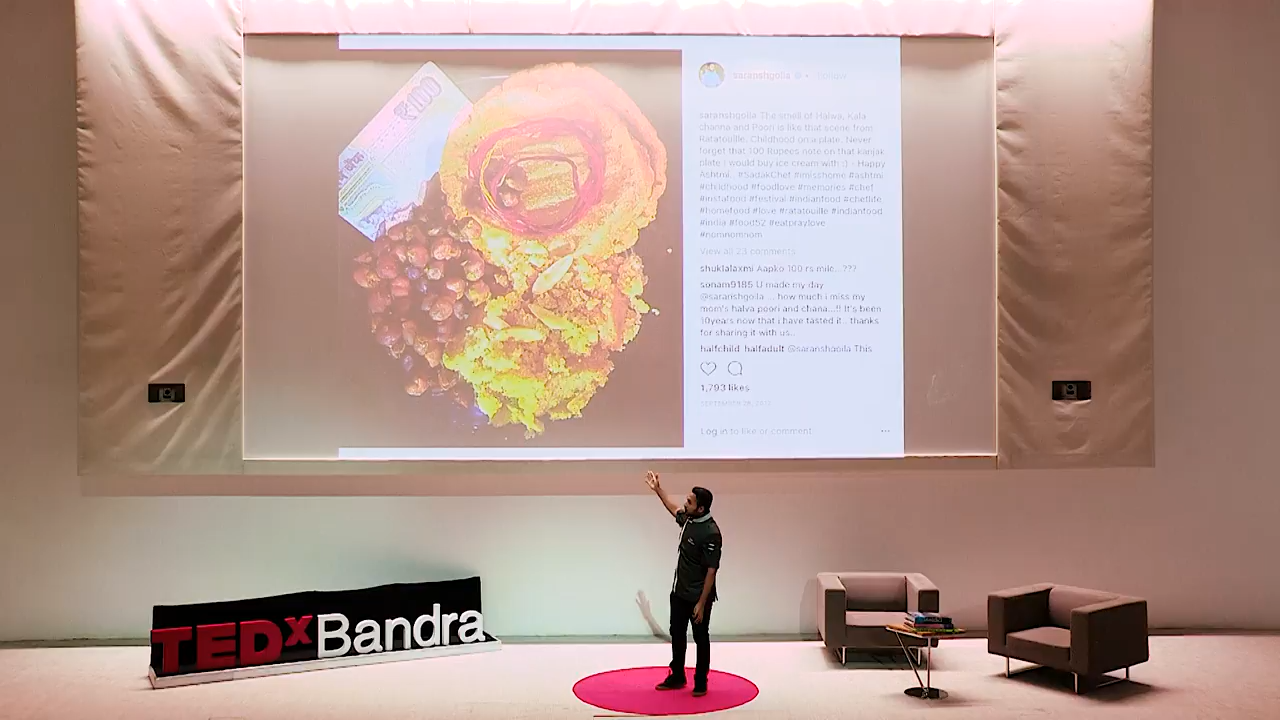 ₹100
saranshgoila
saranshgoila The smell of Halwa, Kala
channa and Poori is like that scene from
Ratatouille. Childhood on a plate. Never
forget that 100 Rupees note on that kanjak
plate i would buy ice cream with :) - Happy
Ashtmi. #SadakChef #misshome #ashtmi
#childhood #foodlove #memories #chef
#instafood #festival #indianfood #cheflife
#homefood #love #ratatouille #indianfood
#india #food52 #eatpraylove
#nomnomnom
View all 23 comments
shuklalaxmi Aapko 100 rs mile....???
sonam9185 U made my day
@saranshgoila ... how much i miss my
mom's halva poori and chana...!! It's been
10years now that i have tasted it.. thanks
for sharing it with us..
halfchild_halfadult @saranshgoila This
1,793 likes
Log in to like or comment.
TEDxBandra